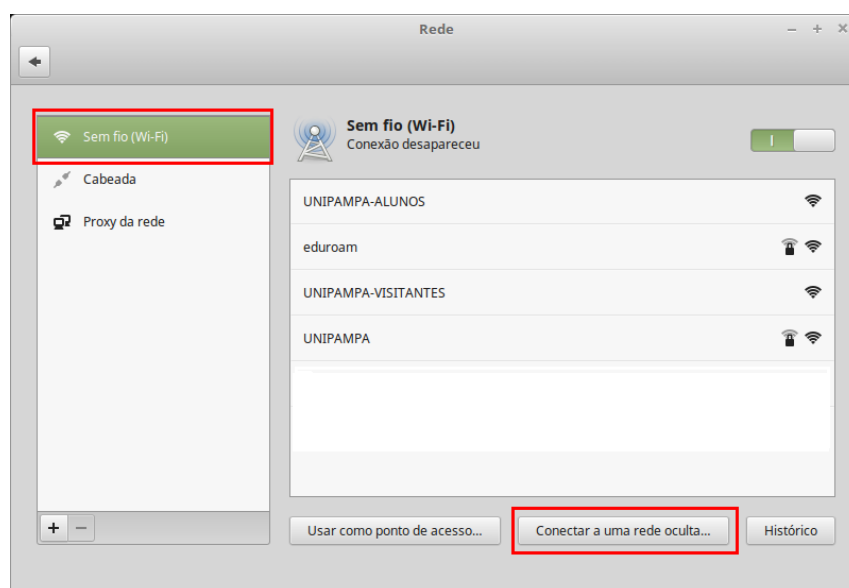 Rede
Sem fio (Wi-Fi)
Cabeada
Proxy da rede
Sem fio (Wi-Fi)
Conexão desapareceu
UNIPAMPA-ALUNOS
eduroam
UNIPAMPA-VISITANTES
UNIPAMPA
Usar como ponto de acesso...
Conectar a uma rede oculta...
Histórico